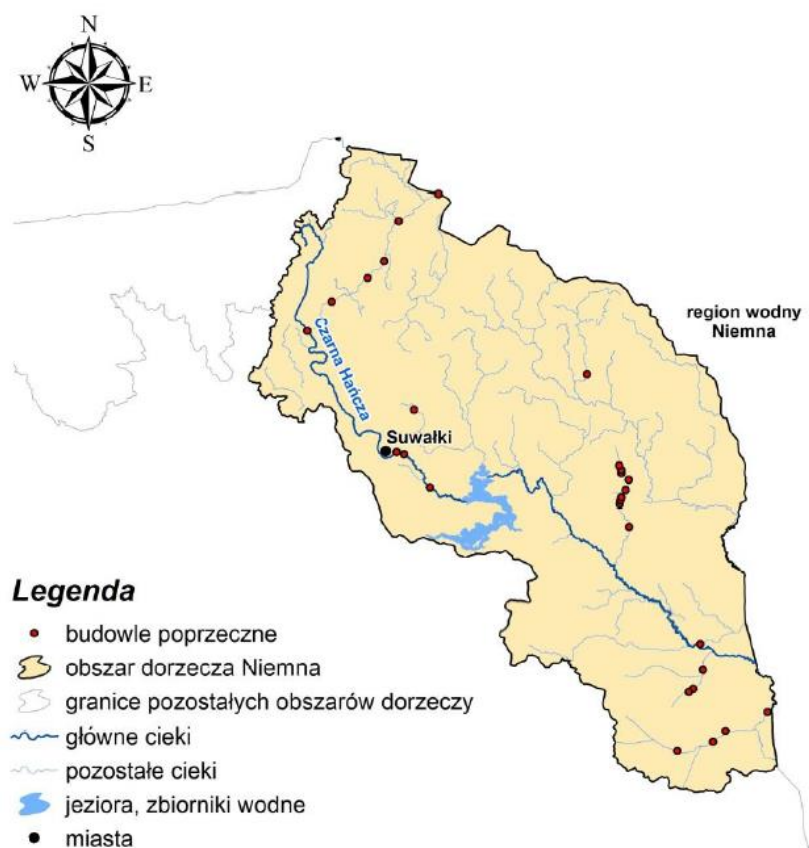 N
W E
S
region wodny
Niemna
Czarna Hańcza
Suwałki
Legenda
budowle poprzeczne
obszar dorzecza Niemna
granice pozostałych obszarów dorzeczy
główne cieki
pozostałe cieki
jeziora, zbiorniki wodne
miasta